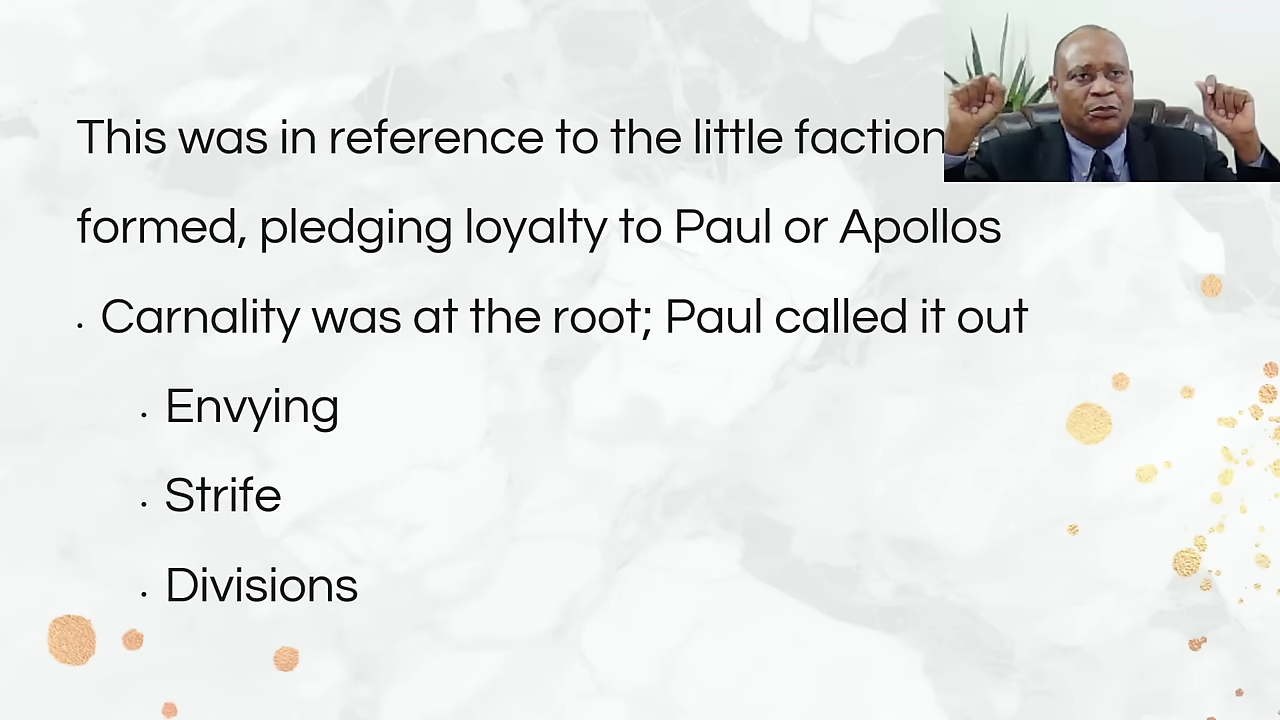 This was in reference to the little faction
formed, pledging loyalty to Paul or Apollos
· Carnality was at the root; Paul called it out
· Envying
· Strife
· Divisions